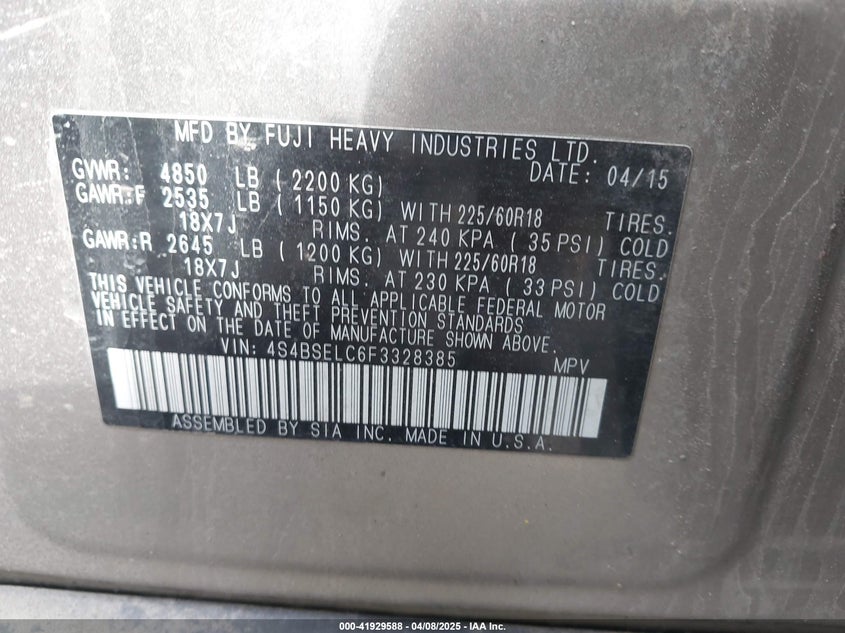 MFD BY FUJI HEAVY INDUSTRIES LTD.
GVWR: 4850 LB ( 2200 KG) DATE: 04/15
GAWR:F 2535 LB ( 1150 KG) WITH 225/60R18 TIRES.
18X7J RIMS. AT 240 KPA ( 35 PSI) COLD
GAWR:R 2645 LB ( 1200 KG) WITH 225/60R18 TIRES.
18X7J RIMS. AT 230 KPA ( 33 PSI) COLD
THIS VEHICLE CONFORMS TO ALL APPLICABLE FEDERAL MOTOR
VEHICLE SAFETY AND THEFT PREVENTION STANDARDS
IN EFFECT ON THE DATE OF MANUFACTURE SHOWN ABOVE.
VIN: 4S4BSELC6F3328385 MPV
ASSEMBLED BY SIA INC. MADE IN U.S.A.
000-41929588 - 04/08/2025 - IAA Inc.